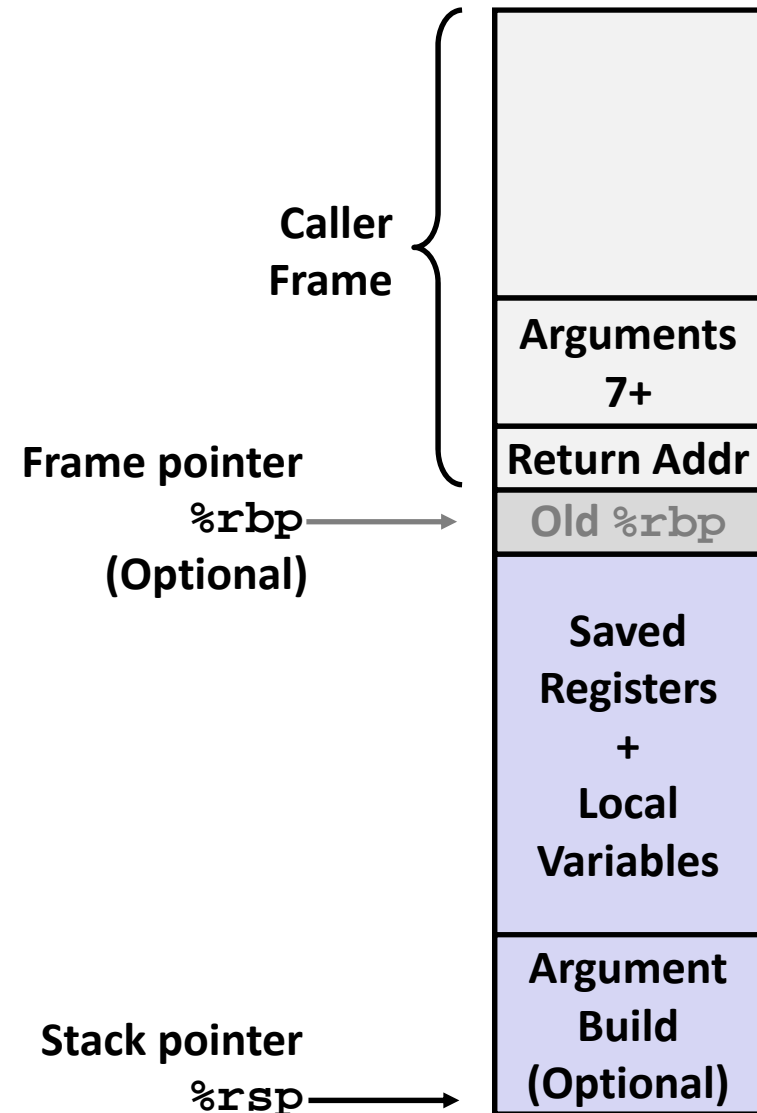 Caller
Frame
Arguments
7+
Return Addr
Frame pointer
%rbp
(Optional)
Old %rbp
Saved
Registers
+
Local
Variables
Argument
Build
(Optional)
Stack pointer
%rsp